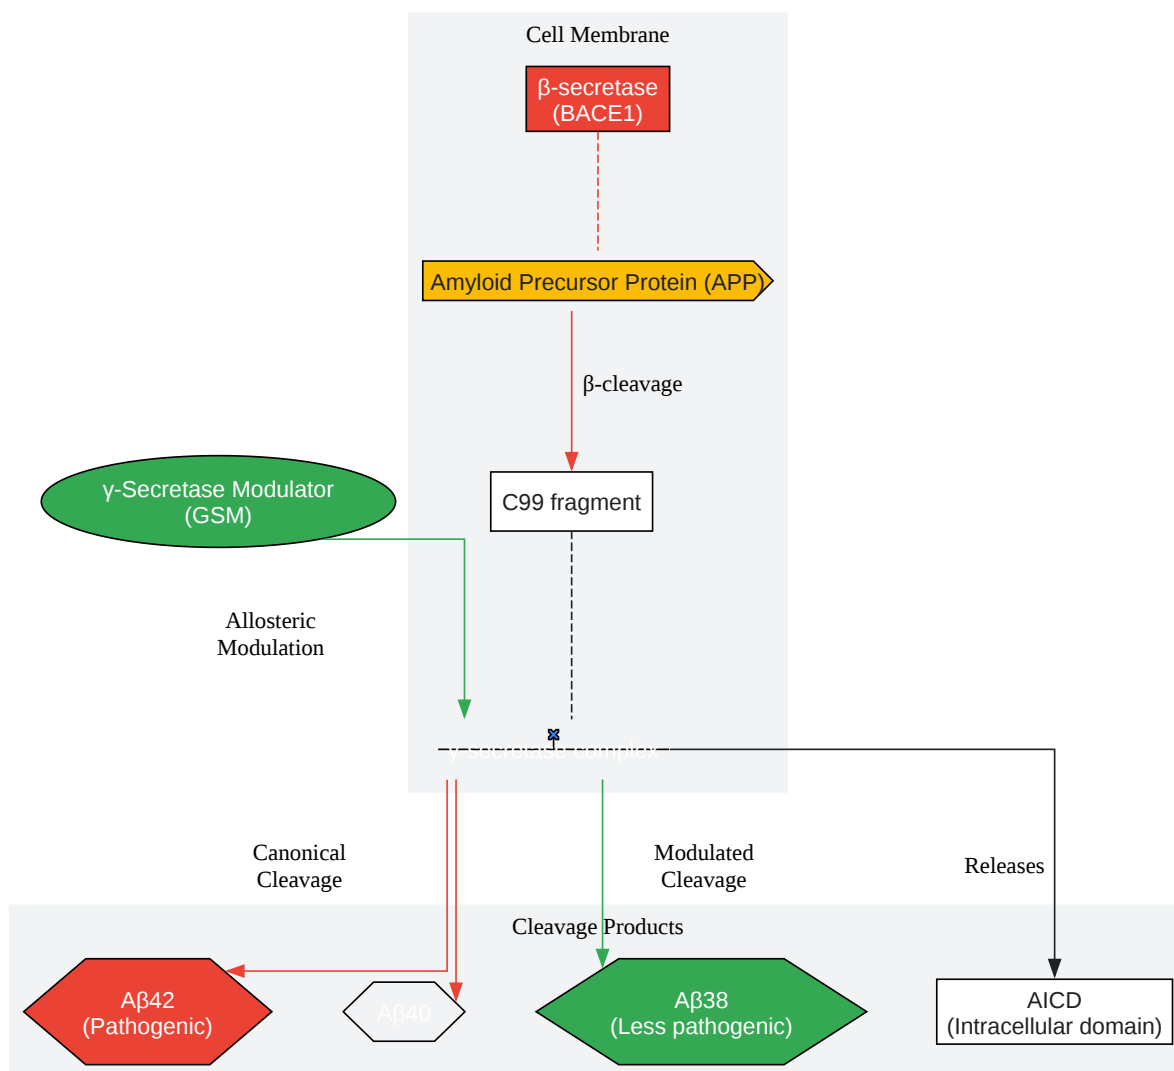 Cell Membrane
β-secretase
(BACE1)
Amyloid Precursor Protein (APP)
β-cleavage
γ-Secretase Modulator
(GSM)
C99 fragment
Allosteric
Modulation
γ-secretase complex
Canonical
Cleavage
Modulated
Cleavage
Releases
Cleavage Products
Aβ42
(Pathogenic)
Aβ40
Aβ38
(Less pathogenic)
AICD
(Intracellular domain)